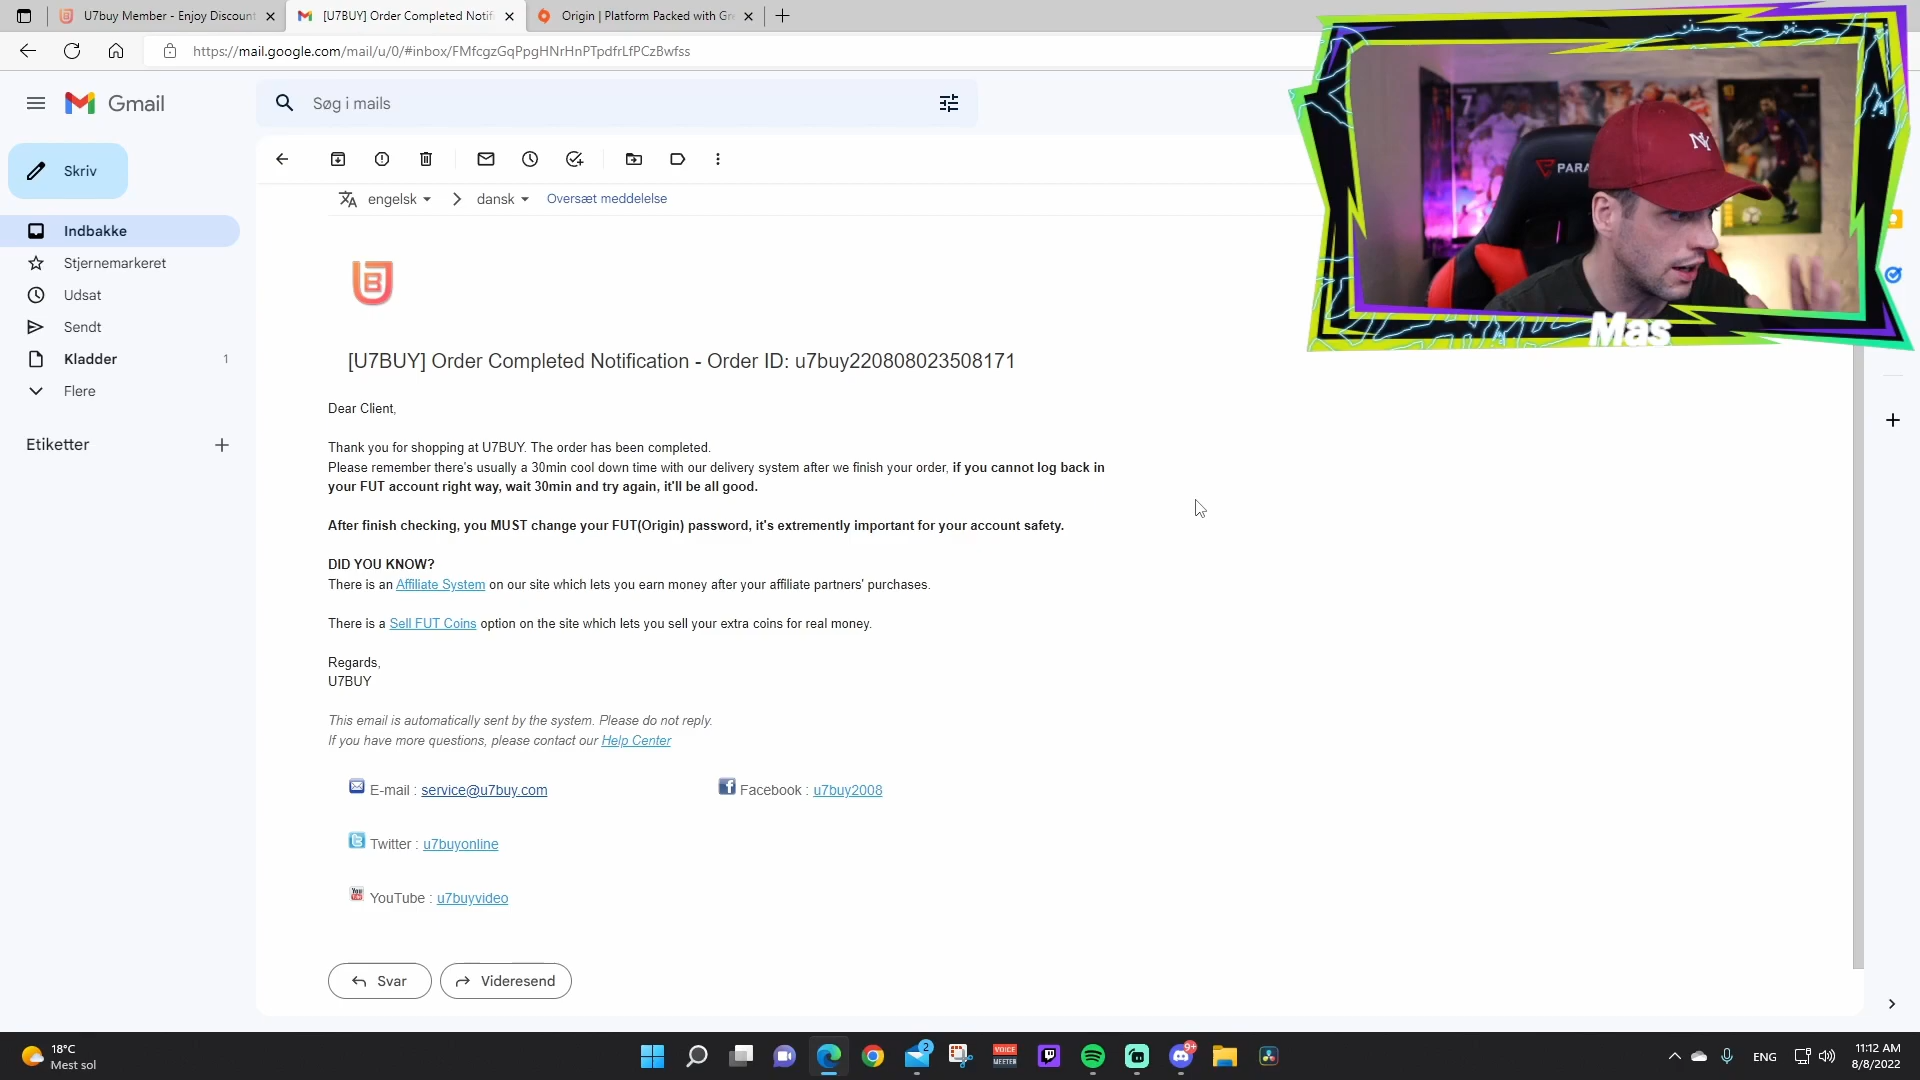 U7buy Member - Enjoy Discount
[U7BUY] Order Completed Notifi
Origin | Platform Packed with Gre
https://mail.google.com/mail/u/0/#inbox/FMfcgzGqPpgHNrHnPTpdfrLfPCzBwfss
Gmail
Søg i mails
Skriv
engelsk
dansk
Oversæt meddelelse
Indbakke
Stjernemarkeret
Udsat
Sendt
Kladder 1
Flere
Etiketter
[U7BUY] Order Completed Notification - Order ID: u7buy220808023508171
Dear Client,
Thank you for shopping at U7BUY. The order has been completed.
Please remember there's usually a 30min cool down time with our delivery system after we finish your order, if you cannot log back in
your FUT account right way, wait 30min and try again, it'll be all good.
After finish checking, you MUST change your FUT(Origin) password, it's extremently important for your account safety.
DID YOU KNOW?
There is an Affiliate System on our site which lets you earn money after your affiliate partners' purchases.
There is a Sell FUT Coins option on the site which lets you sell your extra coins for real money.
Regards,
U7BUY
This email is automatically sent by the system. Please do not reply.
If you have more questions, please contact our Help Center
E-mail : service@u7buy.com
Facebook : u7buy2008
Twitter : u7buyonline
YouTube : u7buyvideo
Svar
Videresend
PARA
NY
7
Mas
18°C
Mest sol
VOICE
MEETER
2
9+
ENG
11:12 AM
8/8/2022